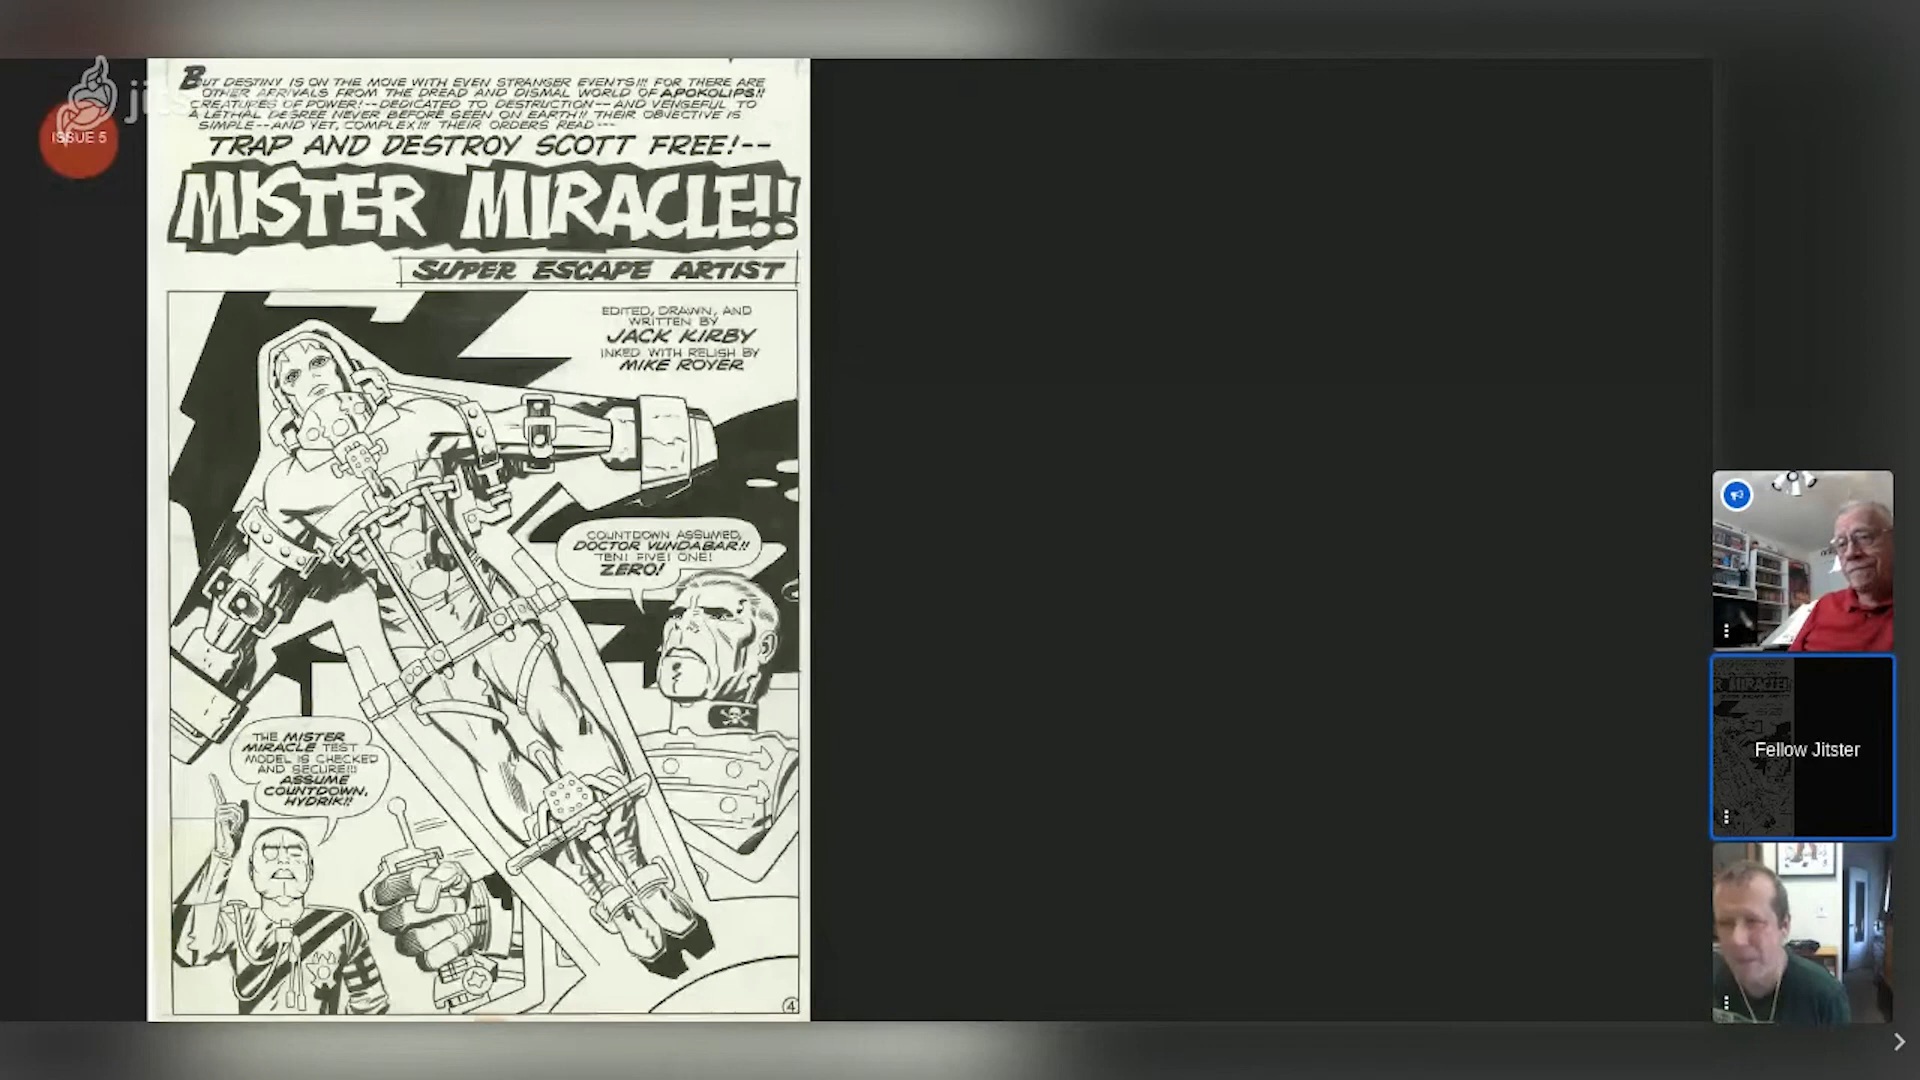 BUT DESTINY IS ON THE MOVE WITH EVEN STRANGER EVENTS!!! FOR THERE ARE
OTHER ARRIVALS FROM THE DREAD AND DISMAL WORLD OF APOKOLIPS!!
CREATURES OF POWER!--DEDICATED TO DESTRUCTION--AND VENGEFUL TO
A LETHAL DEGREE NEVER BEFORE SEEN ON EARTH!! THEIR OBJECTIVE IS
SIMPLE--AND YET, COMPLEX!!! THEIR ORDERS READ---
TRAP AND DESTROY SCOTT FREE!--
MISTER MIRACLE!!
SUPER ESCAPE ARTIST
ISSUE 5
EDITED, DRAWN, AND
WRITTEN BY
JACK KIRBY
INKED WITH RELISH BY
MIKE ROYER
COUNTDOWN ASSUMED,
DOCTOR VUNDABAR!!
TEN! FIVE! ONE!
ZERO!
THE MISTER
MIRACLE TEST
MODEL IS CHECKED
AND SECURE!!!
ASSUME
COUNTDOWN,
HYDRIK!!
4
Fellow Jitster